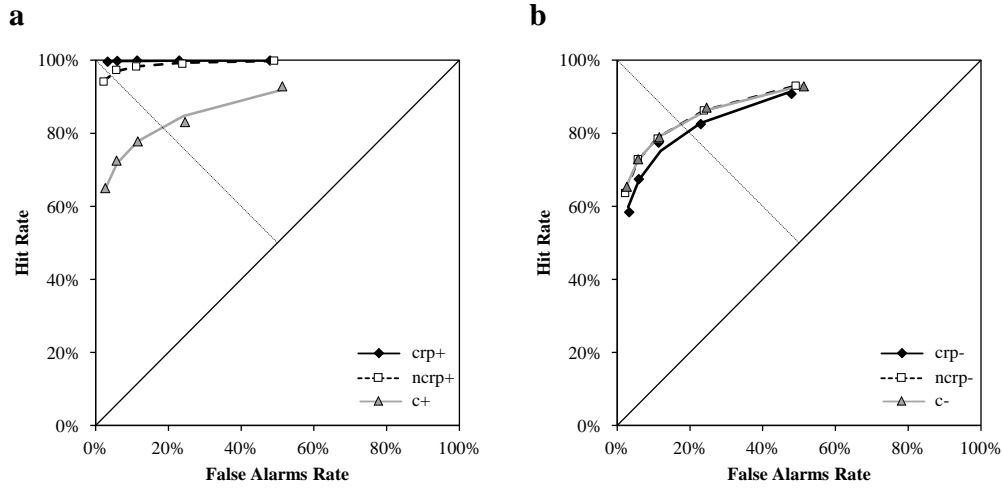 a
100%
80%
60%
40%
20%
0%
Hit Rate
crp+
ncrp+
c+
0% 20% 40% 60% 80% 100%
False Alarms Rate
b
100%
80%
60%
40%
20%
0%
Hit Rate
crp-
ncrp-
c-
0% 20% 40% 60% 80% 100%
False Alarms Rate